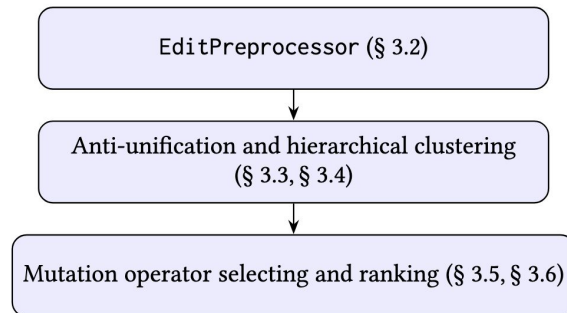 EditPreprocessor (§ 3.2)
Anti-unification and hierarchical clustering
(§ 3.3, § 3.4)
Mutation operator selecting and ranking (§ 3.5, § 3.6)